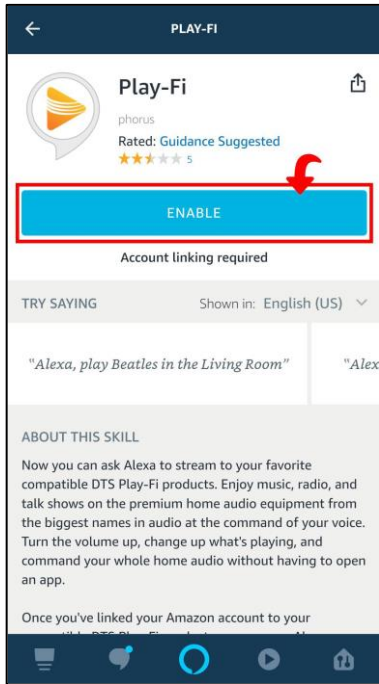 PLAY-FI
Play-Fi
phorus
Rated: Guidance Suggested
5
ENABLE
Account linking required
TRY SAYING Shown in: English (US)
"Alexa, play Beatles in the Living Room" "Alex
ABOUT THIS SKILL
Now you can ask Alexa to stream to your favorite
compatible DTS Play-Fi products. Enjoy music, radio, and
talk shows on the premium home audio equipment from
the biggest names in audio at the command of your voice.
Turn the volume up, change up what's playing, and
command your whole home audio without having to open
an app.
Once you've linked your Amazon account to your